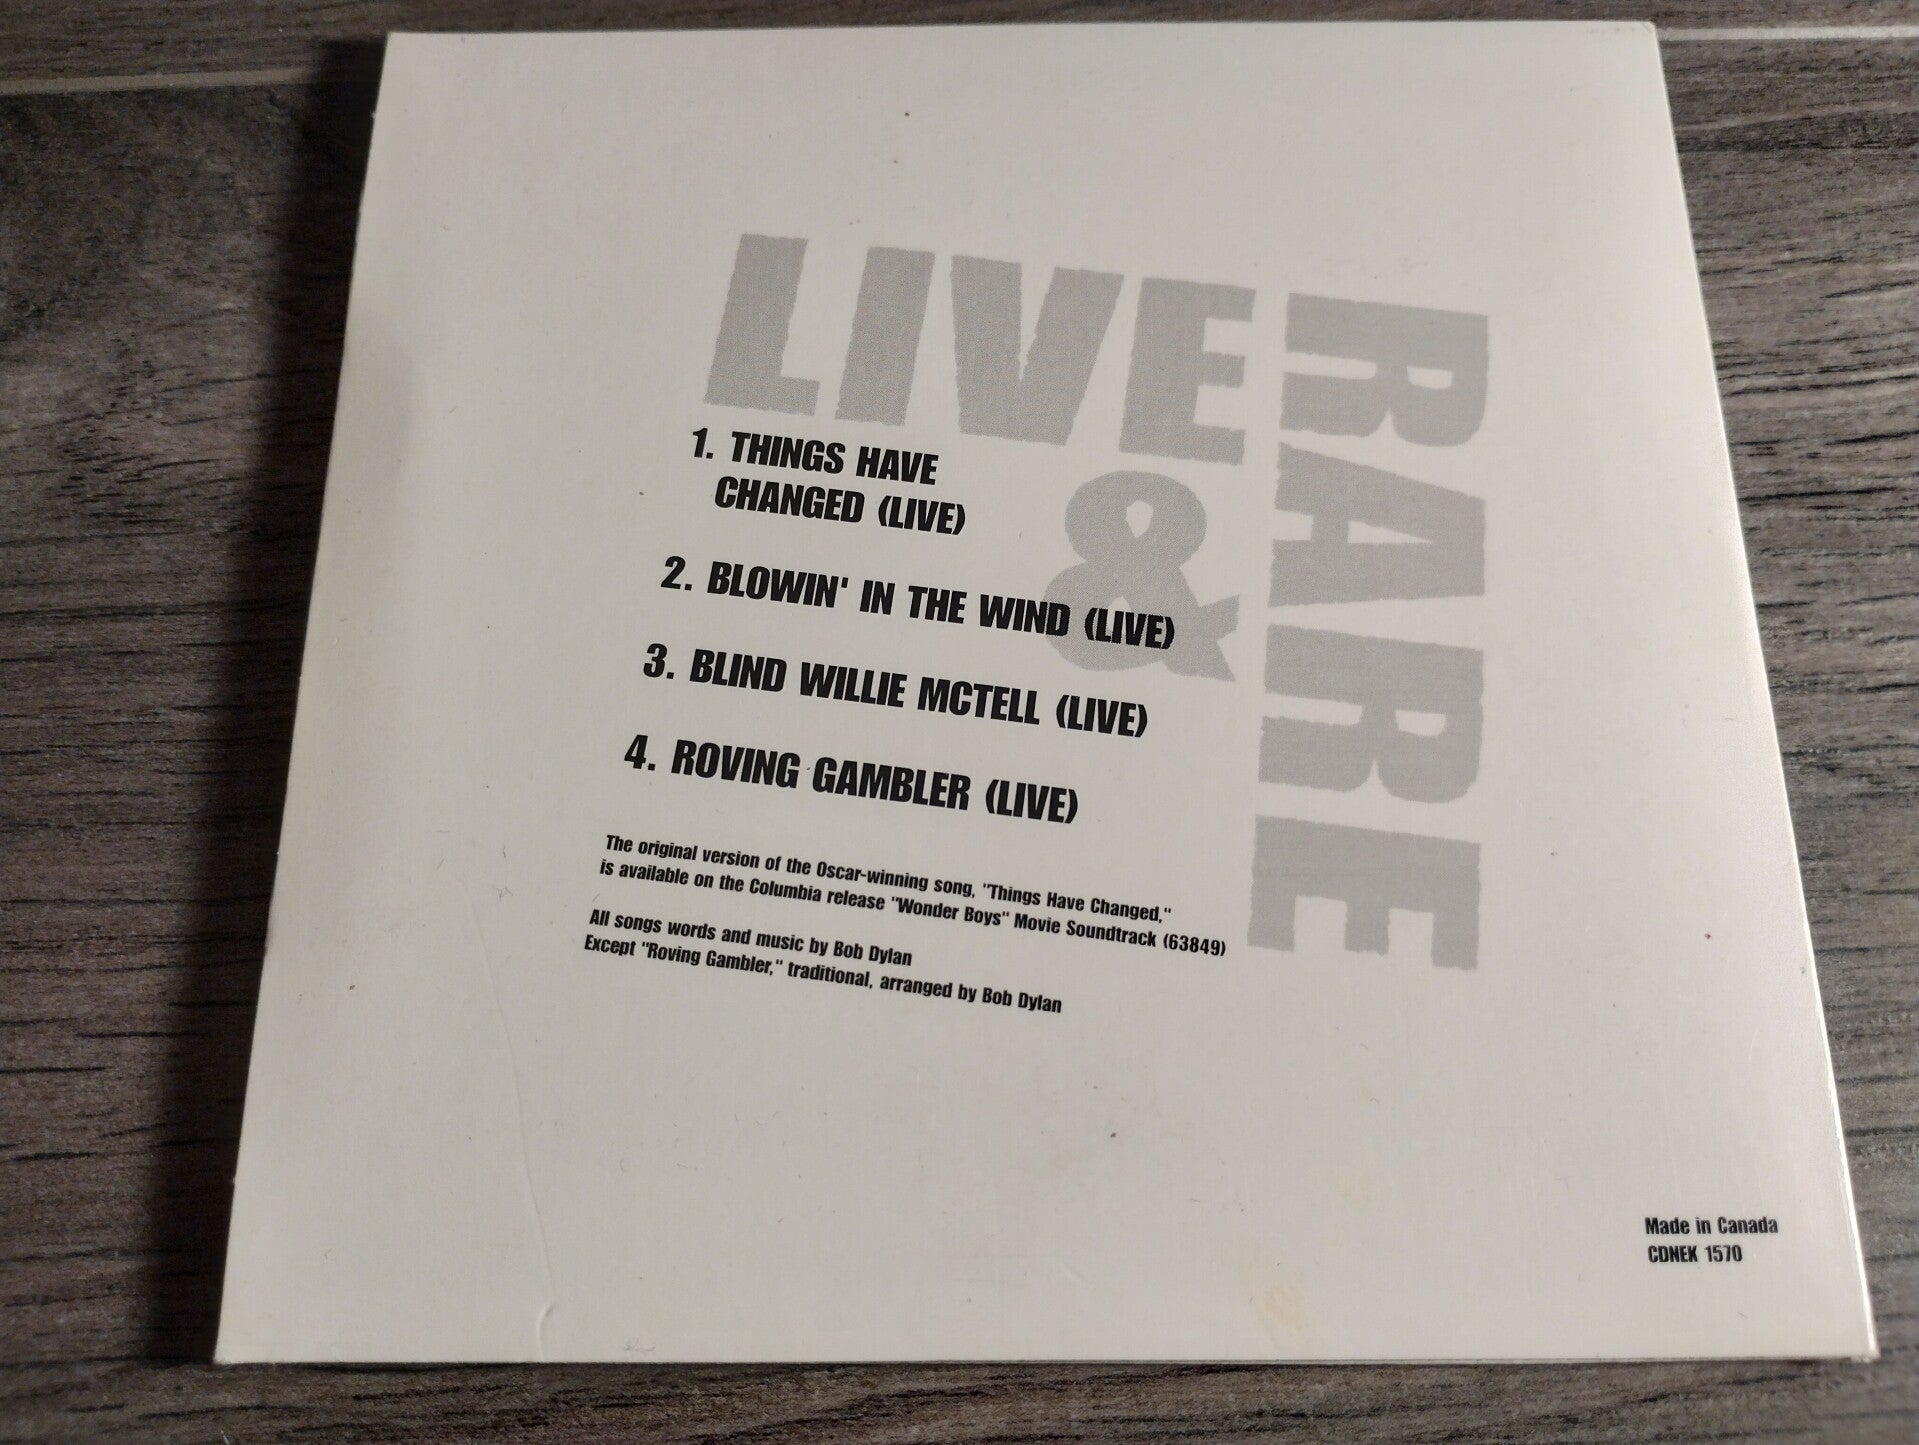 LIVE
&
RARE
1. THINGS HAVE
CHANGED (LIVE)
2. BLOWIN' IN THE WIND (LIVE)
3. BLIND WILLIE MCTELL (LIVE)
4. ROVING GAMBLER (LIVE)
The original version of the Oscar-winning song, "Things Have Changed,"
is available on the Columbia release "Wonder Boys" Movie Soundtrack (63849)
All songs words and music by Bob Dylan
Except "Roving Gambler," traditional, arranged by Bob Dylan
Made in Canada
CDNEK 1570